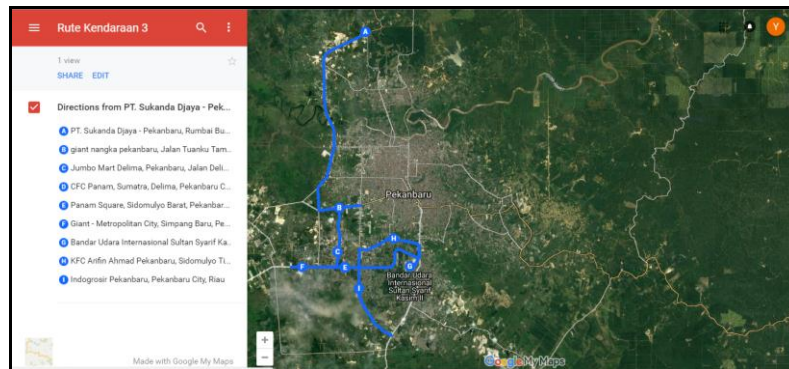 Rute Kendaraan 3
1 view
SHARE EDIT
Directions from PT. Sukanda Djaya - Pek...
A PT. Sukanda Djaya - Pekanbaru, Rumbai Bu...
B giant nangka pekanbaru, Jalan Tuanku Tam...
C Jumbo Mart Delima, Pekanbaru, Jalan Deli...
D CFC Panam, Sumatra, Delima, Pekanbaru C...
E Panam Square, Sidomulyo Barat, Pekanbar...
F Giant - Metropolitan City, Simpang Baru, Pe...
G Bandar Udara Internasional Sultan Syarif Ka...
H KFC Arifin Ahmad Pekanbaru, Sidomulyo Ti...
I Indogrosir Pekanbaru, Pekanbaru City, Riau
Made with Google My Maps
Y
A
Pekanbaru
B
C
H
F
E
G
I
Bandar Udara
Internasional
Sultan Syarif
Kasim II
+
−
Google My Maps